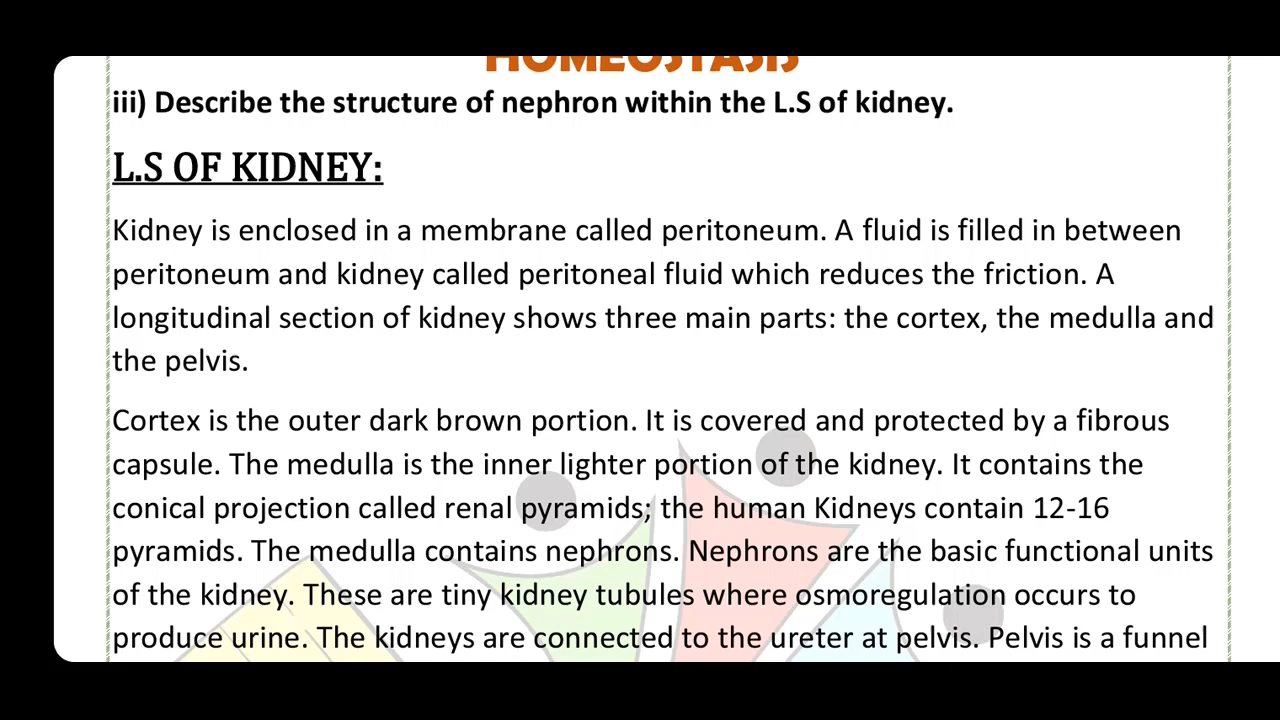 HOMEOSTASIS
iii) Describe the structure of nephron within the L.S of kidney.
L.S OF KIDNEY:
Kidney is enclosed in a membrane called peritoneum. A fluid is filled in between
peritoneum and kidney called peritoneal fluid which reduces the friction. A
longitudinal section of kidney shows three main parts: the cortex, the medulla and
the pelvis.
Cortex is the outer dark brown portion. It is covered and protected by a fibrous
capsule. The medulla is the inner lighter portion of the kidney. It contains the
conical projection called renal pyramids; the human Kidneys contain 12-16
pyramids. The medulla contains nephrons. Nephrons are the basic functional units
of the kidney. These are tiny kidney tubules where osmoregulation occurs to
produce urine. The kidneys are connected to the ureter at pelvis. Pelvis is a funnel